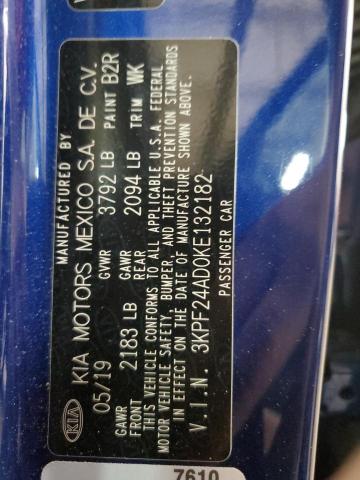 MANUFACTURED BY
KIA KIA MOTORS MEXICO S.A. DE C.V.
05/19 GVWR 3792 LB PAINT B2R
GAWR FRONT 2183 LB GAWR REAR 2094 LB TRIM WK
THIS VEHICLE CONFORMS TO ALL APPLICABLE U.S.A. FEDERAL
MOTOR VEHICLE SAFETY, BUMPER, AND THEFT PREVENTION STANDARDS
IN EFFECT ON THE DATE OF MANUFACTURE SHOWN ABOVE.
V.I.N. 3KPF24AD0KE132182
PASSENGER CAR
7610